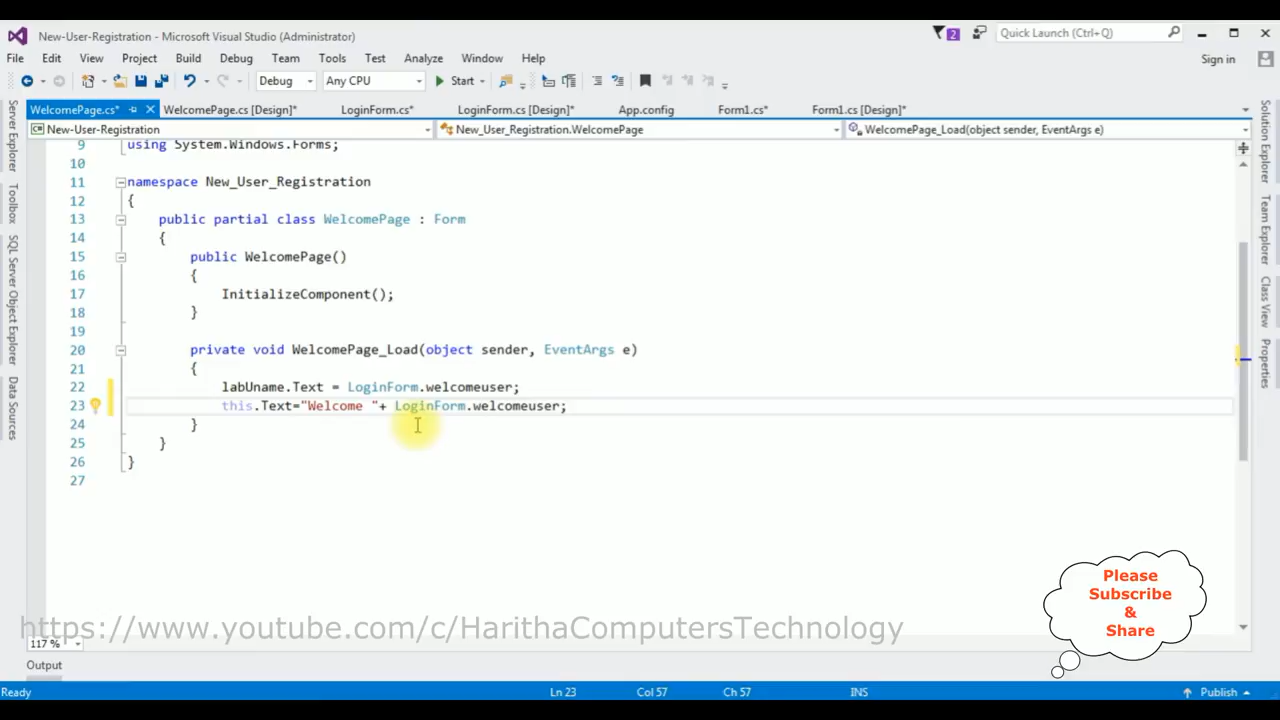 New-User-Registration - Microsoft Visual Studio (Administrator)
2
Quick Launch (Ctrl+Q)
File Edit View Project Build Debug Team Tools Test Analyze Window Help
Sign in
Debug Any CPU Start
WelcomePage.cs* WelcomePage.cs [Design]* LoginForm.cs* LoginForm.cs [Design]* App.config Form1.cs* Form1.cs [Design]*
New-User-Registration New_User_Registration.WelcomePage WelcomePage_Load(object sender, EventArgs e)
Server Explorer
Toolbox
SQL Server Object Explorer
Data Sources
9 using System.Windows.Forms;
10
11 namespace New_User_Registration
12 {
13 public partial class WelcomePage : Form
14 {
15 public WelcomePage()
16 {
17 InitializeComponent();
18 }
19
20 private void WelcomePage_Load(object sender, EventArgs e)
21 {
22 labUname.Text = LoginForm.welcomeuser;
23 this.Text="Welcome "+ LoginForm.welcomeuser;
24 }
25 }
26 }
27
Solution Explorer
Team Explorer
Class View
Properties
Please
Subscribe
&
Share
https://www.youtube.com/c/HarithaComputersTechnology
117 %
Output
Ready Ln 23 Col 57 Ch 57 INS Publish